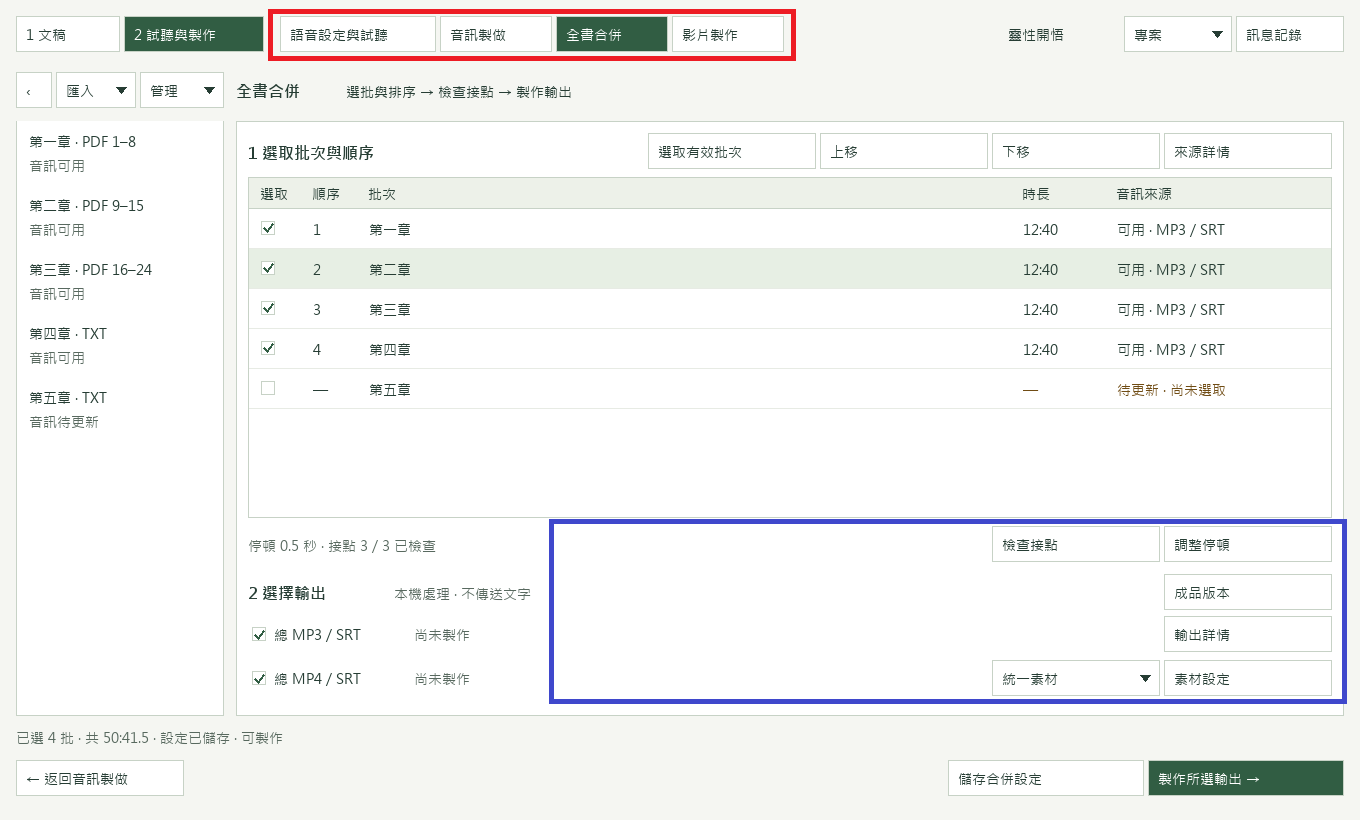 1 文稿 2 試聽與製作 語音設定與試聽 音訊製做 全書合併 影片製作 靈性開悟 專案 訊息記錄
‹ 匯入 管理 全書合併 選批與排序 → 檢查接點 → 製作輸出
第一章 · PDF 1–8
音訊可用
第二章 · PDF 9–15
音訊可用
第三章 · PDF 16–24
音訊可用
第四章 · TXT
音訊可用
第五章 · TXT
音訊待更新
1 選取批次與順序 選取有效批次 上移 下移 來源詳情
選取 順序 批次 時長 音訊來源
1 第一章 12:40 可用 · MP3 / SRT
2 第二章 12:40 可用 · MP3 / SRT
3 第三章 12:40 可用 · MP3 / SRT
4 第四章 12:40 可用 · MP3 / SRT
— 第五章 — 待更新 · 尚未選取
停頓 0.5 秒 · 接點 3 / 3 已檢查 檢查接點 調整停頓
2 選擇輸出 本機處理 · 不傳送文字 成品版本
總 MP3 / SRT 尚未製作 輸出詳情
總 MP4 / SRT 尚未製作 統一素材 素材設定
已選 4 批 · 共 50:41.5 · 設定已儲存 · 可製作
← 返回音訊製做 儲存合併設定 製作所選輸出 →